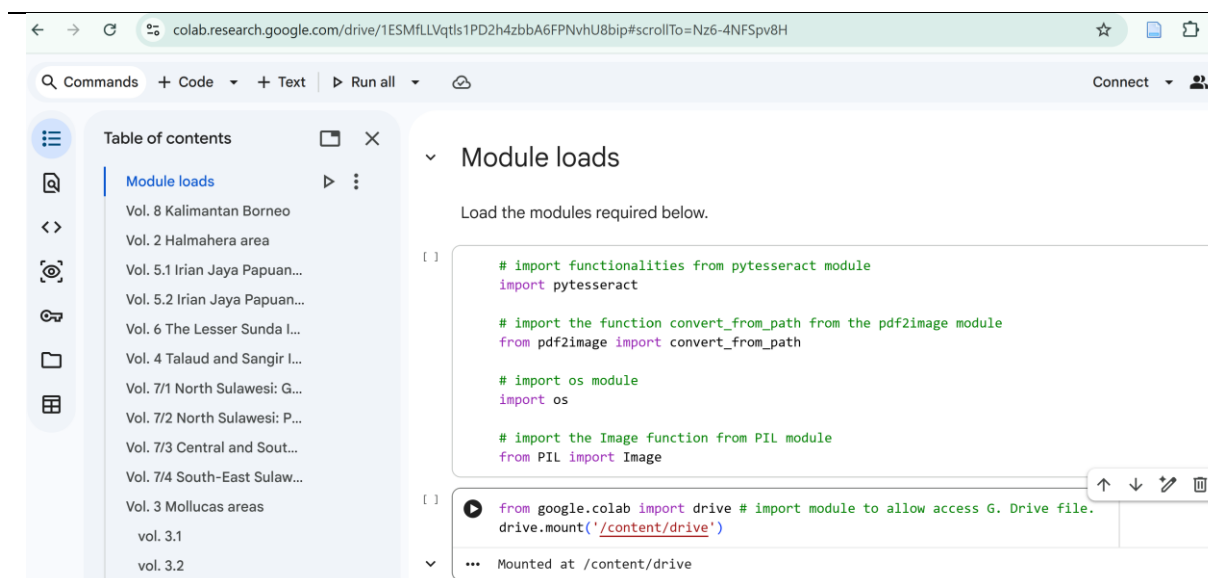 colab.research.google.com/drive/1ESMfLLVqtls1PD2h4zbbA6FPNvhU8bip#scrollTo=Nz6-4NFSpv8H
Commands + Code + Text Run all Connect
Table of contents
Module loads
Vol. 8 Kalimantan Borneo
Vol. 2 Halmahera area
Vol. 5.1 Irian Jaya Papuan...
Vol. 5.2 Irian Jaya Papuan...
Vol. 6 The Lesser Sunda I...
Vol. 4 Talaud and Sangir I...
Vol. 7/1 North Sulawesi: G...
Vol. 7/2 North Sulawesi: P...
Vol. 7/3 Central and Sout...
Vol. 7/4 South-East Sulaw...
Vol. 3 Mollucas areas
vol. 3.1
vol. 3.2
Module loads
Load the modules required below.
[ ]
# import functionalities from pytesseract module
import pytesseract
# import the function convert_from_path from the pdf2image module
from pdf2image import convert_from_path
# import os module
import os
# import the Image function from PIL module
from PIL import Image
[ ]
from google.colab import drive # import module to allow access G. Drive file.
drive.mount('/content/drive')
Mounted at /content/drive